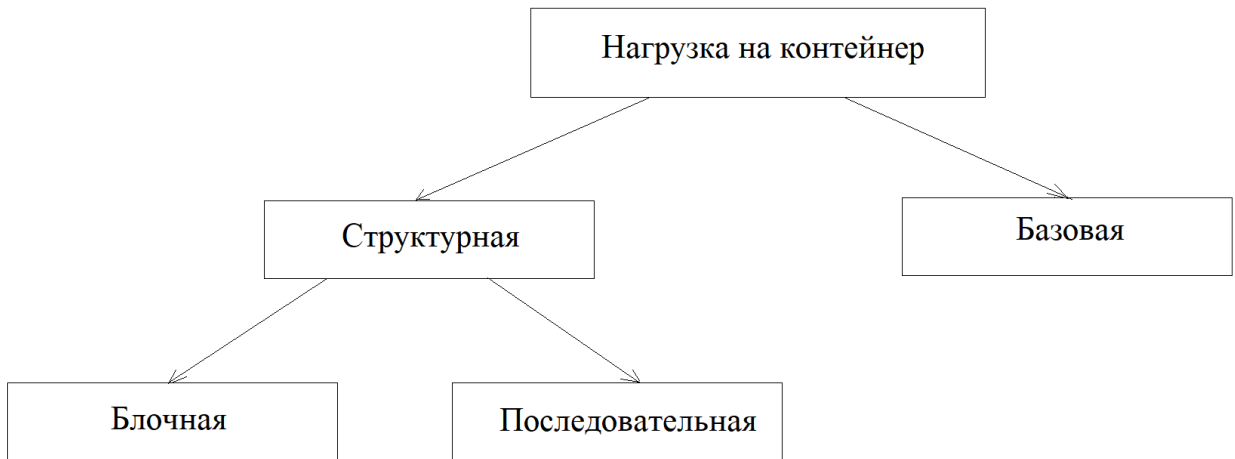 Нагрузка на контейнер
Структурная
Базовая
Блочная
Последовательная